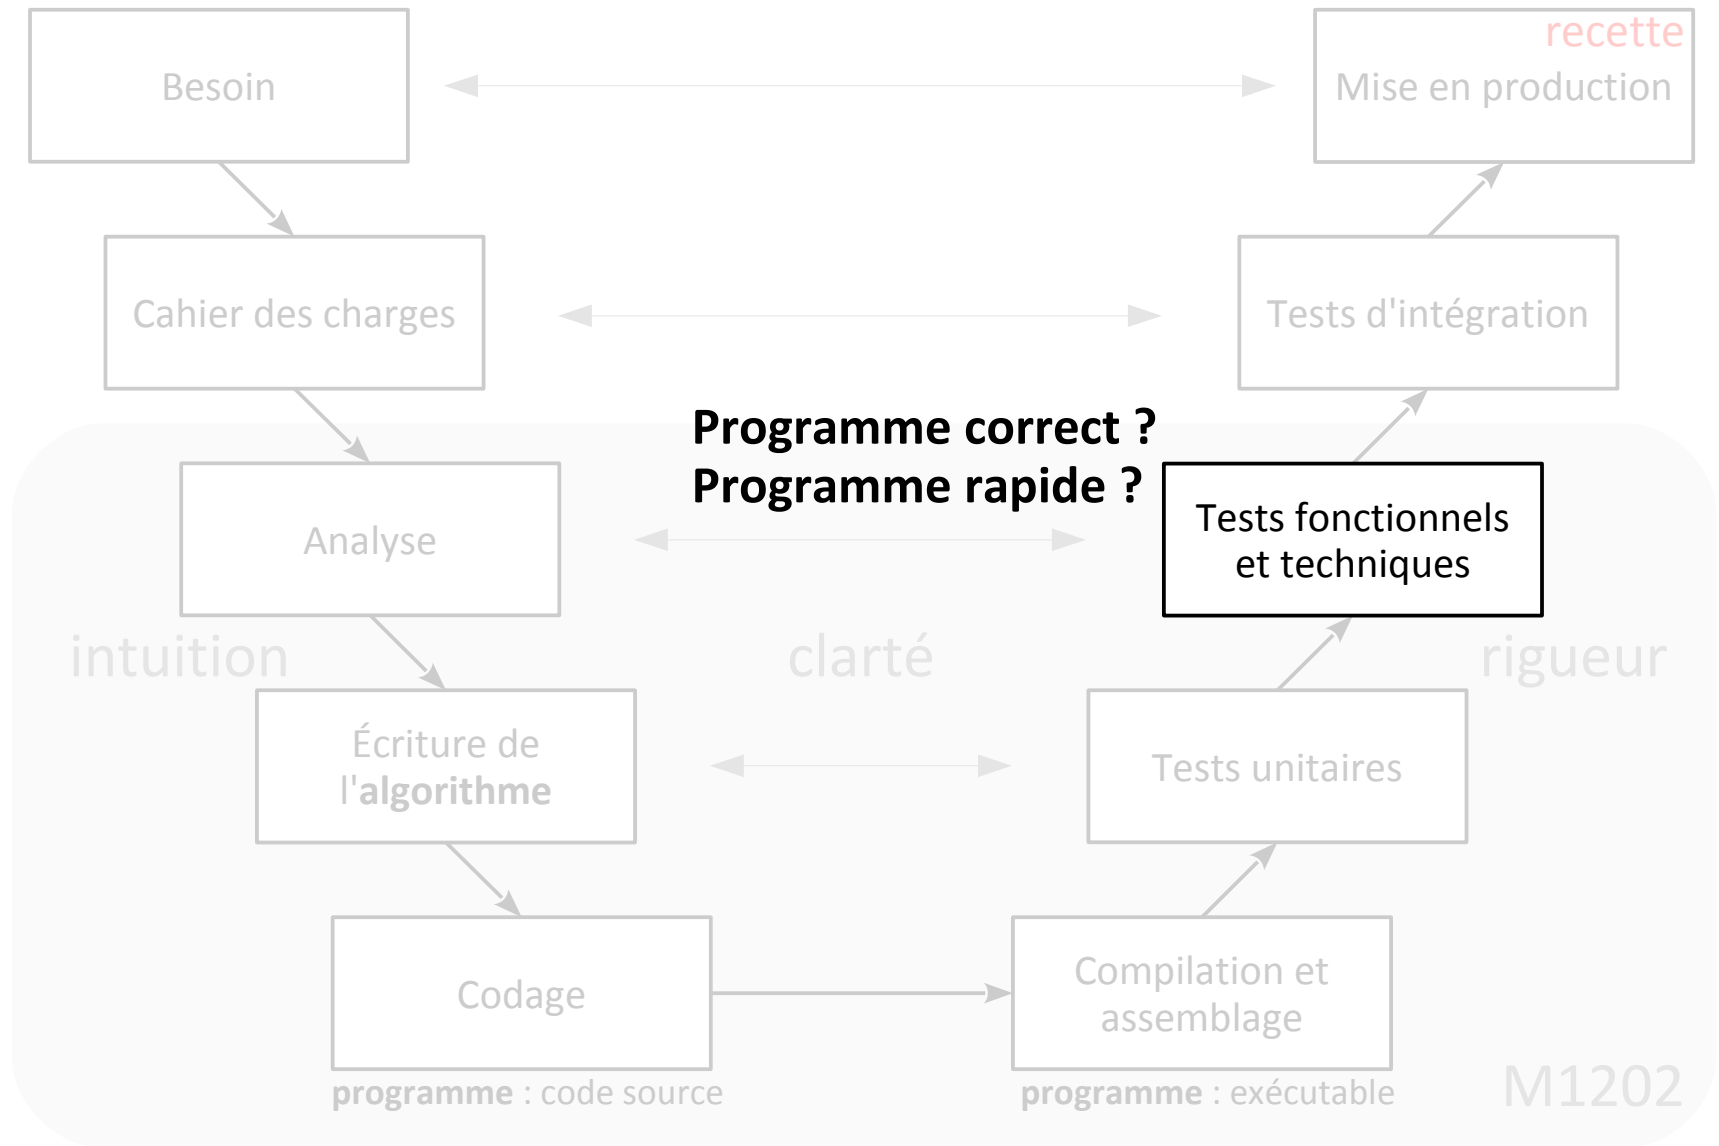 recette
Besoin
Mise en production
Cahier des charges
Tests d'intégration
Programme correct ?
Programme rapide ?
Analyse
Tests fonctionnels
et techniques
intuition
clarté
rigueur
Écriture de
l'algorithme
Tests unitaires
Codage
Compilation et
assemblage
programme : code source
programme : exécutable
M1202